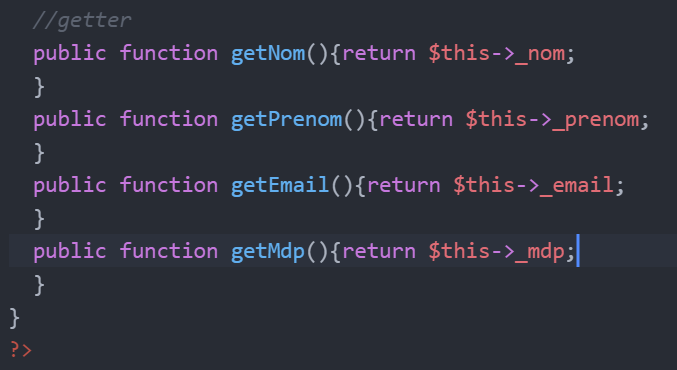 //getter
public function getNom(){return $this->_nom;
}
public function getPrenom(){return $this->_prenom;
}
public function getEmail(){return $this->_email;
}
public function getMdp(){return $this->_mdp;
}
}
?>